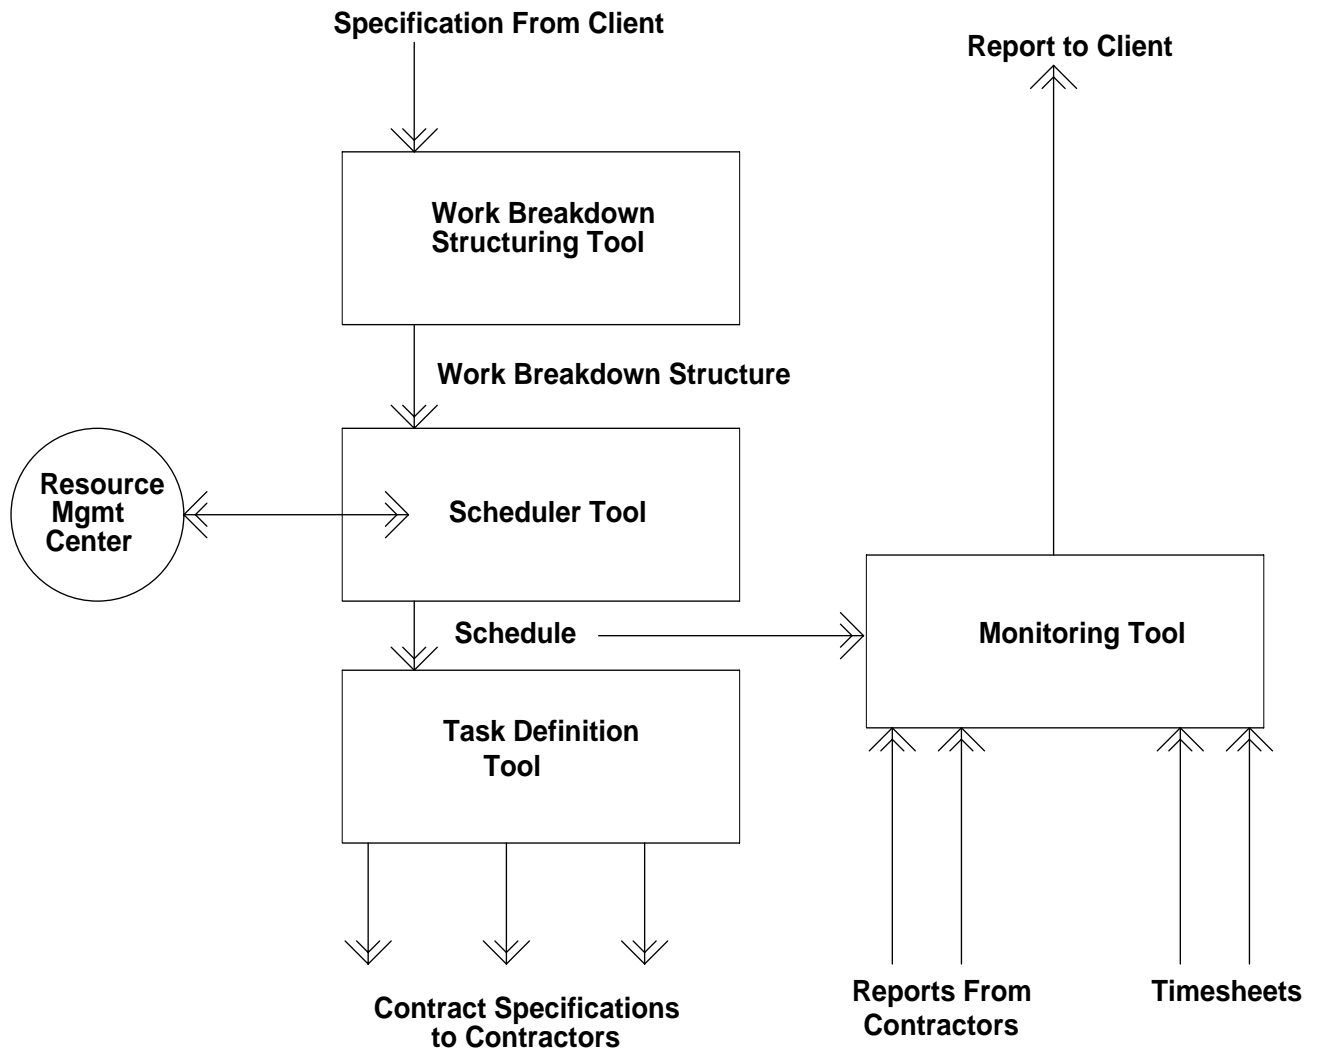 Specification From Client
Report to Client
Work Breakdown
Structuring Tool
Work Breakdown Structure
Resource
Mgmt
Center
Scheduler Tool
Schedule
Monitoring Tool
Task Definition
Tool
Contract Specifications
to Contractors
Reports From
Contractors
Timesheets